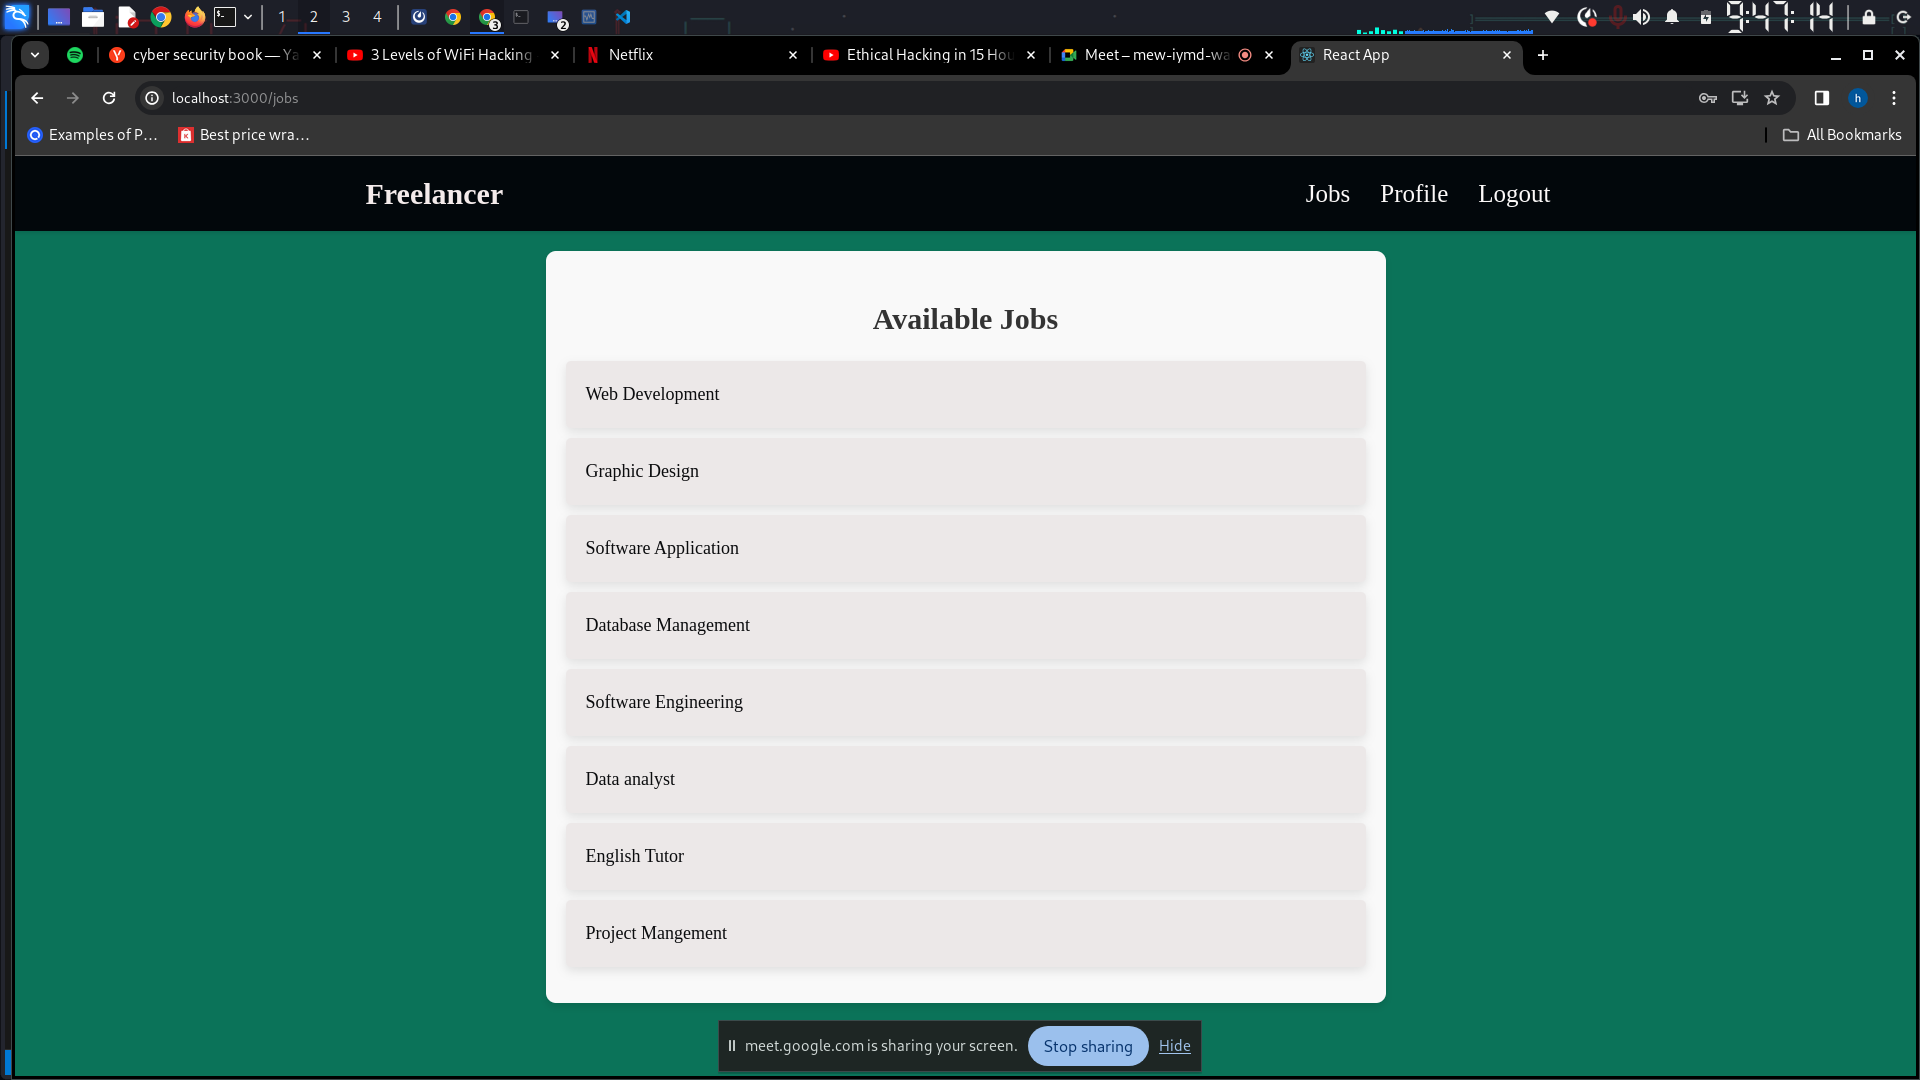 1 2 3 4 3 2 9:47:14
cyber security book — Ya 3 Levels of WiFi Hacking Netflix Ethical Hacking in 15 Hou Meet – mew-iymd-wa React App
localhost:3000/jobs h
Examples of P... Best price wra... All Bookmarks
Freelancer Jobs Profile Logout
Available Jobs
Web Development
Graphic Design
Software Application
Database Management
Software Engineering
Data analyst
English Tutor
Project Mangement
meet.google.com is sharing your screen. Stop sharing Hide